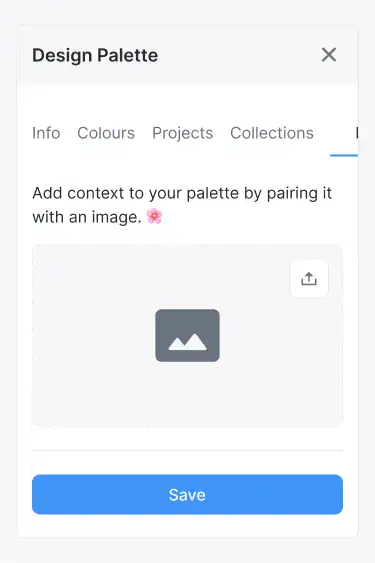 Design Palette
Info Colours Projects Collections
Add context to your palette by pairing it
with an image. 🌸
Save